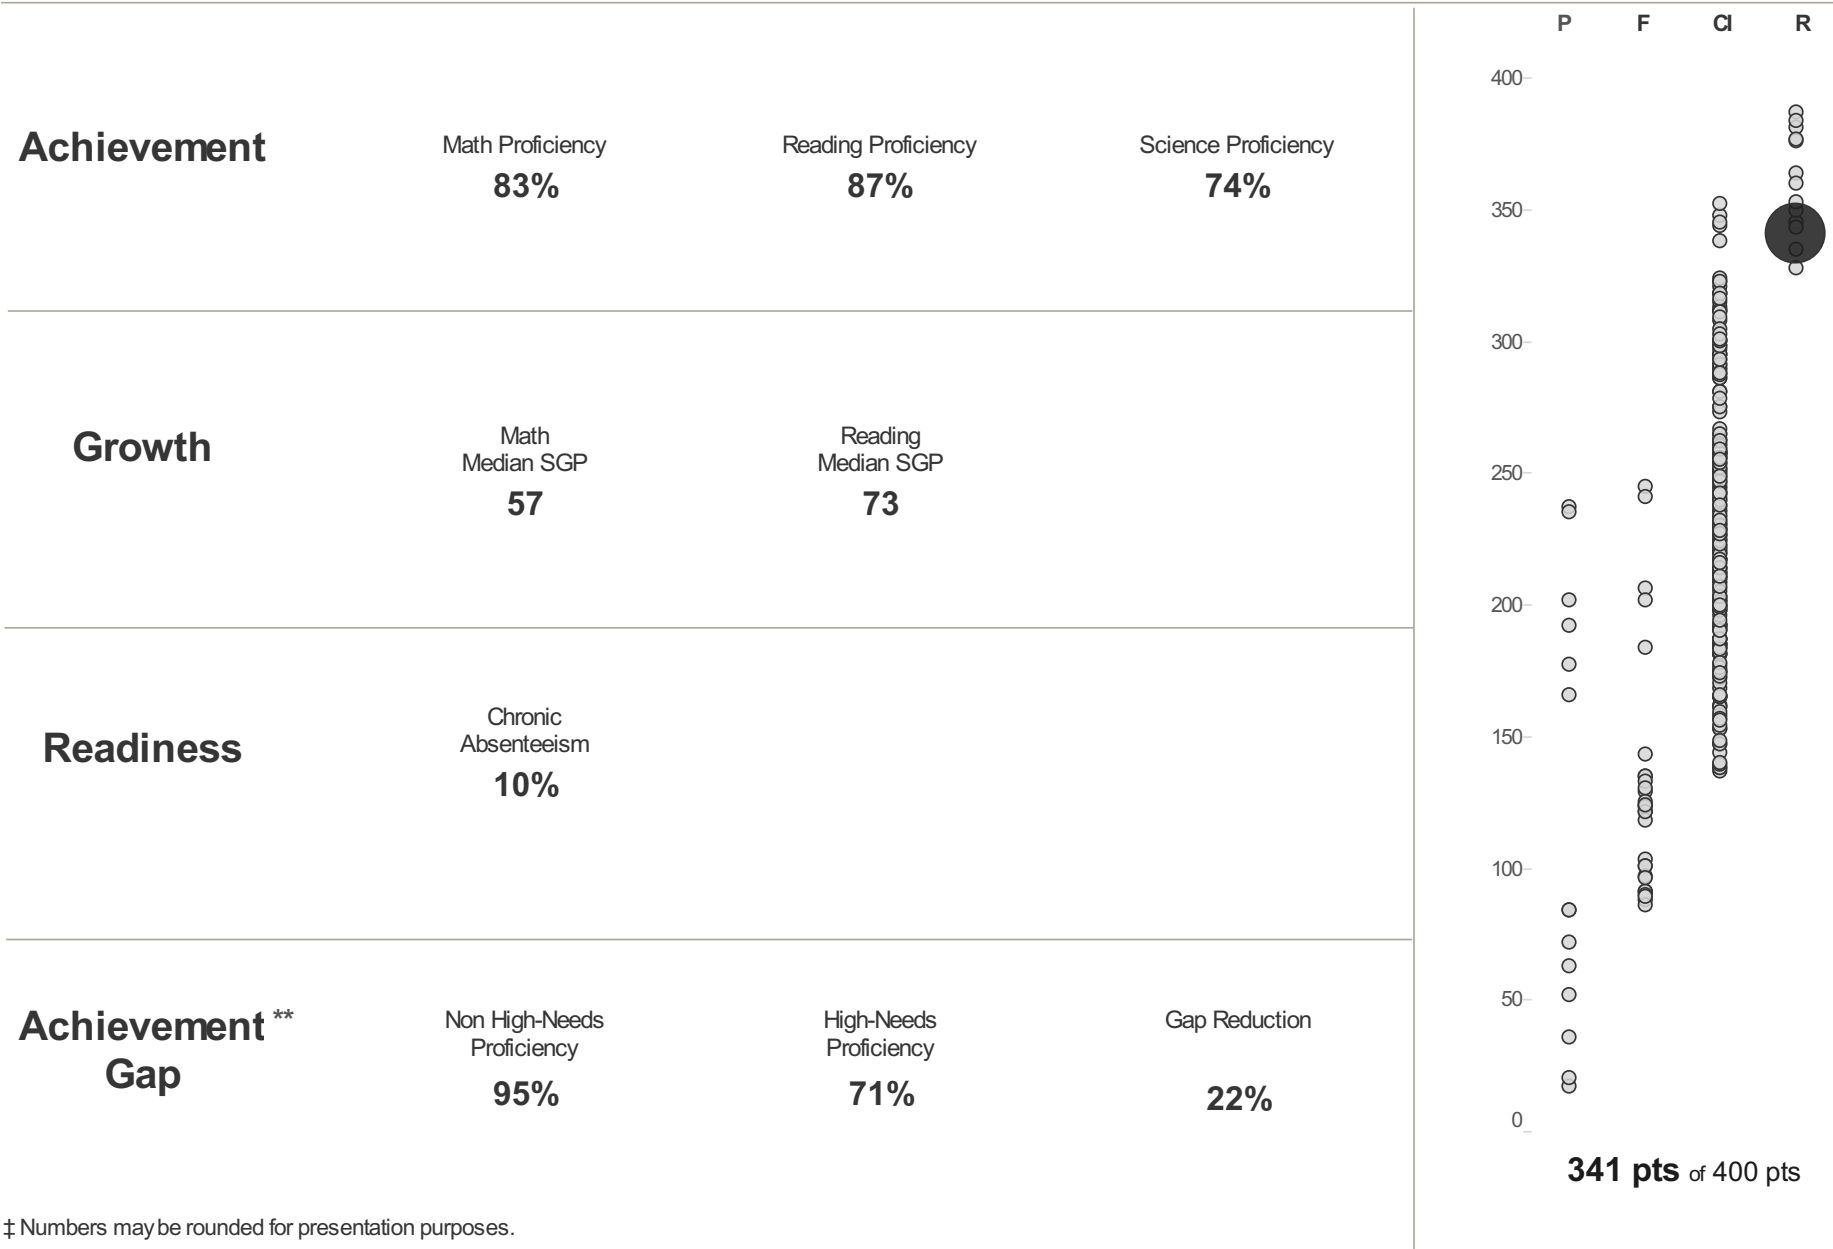 P F CI R
400
350
300
250
200
150
100
50
0
Achievement
Math Proficiency
83%
Reading Proficiency
87%
Science Proficiency
74%
Growth
Math
Median SGP
57
Reading
Median SGP
73
Readiness
Chronic
Absenteeism
10%
Achievement **
Gap
Non High-Needs
Proficiency
95%
High-Needs
Proficiency
71%
Gap Reduction
22%
341 pts of 400 pts
‡ Numbers may be rounded for presentation purposes.